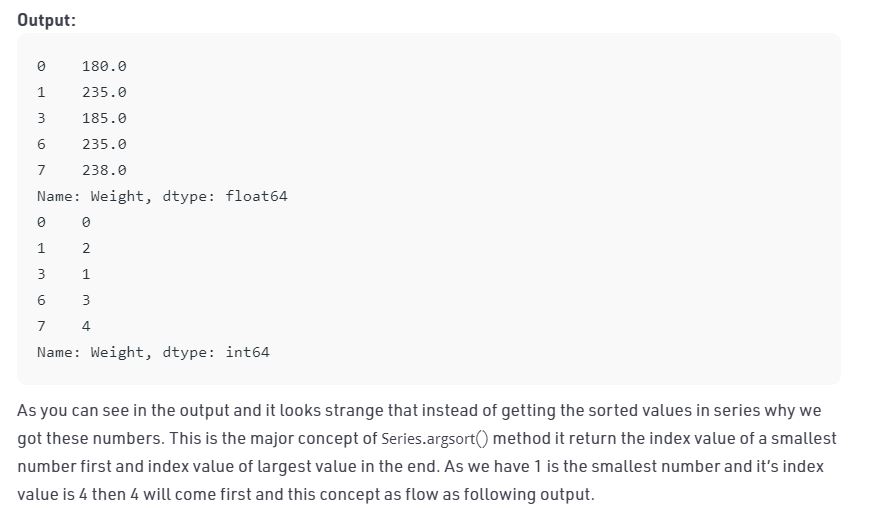 Output:
0 180.0
1 235.0
3 185.0
6 235.0
7 238.0
Name: Weight, dtype: float64
0 0
1 2
3 1
6 3
7 4
Name: Weight, dtype: int64
As you can see in the output and it looks strange that instead of getting the sorted values in series why we
got these numbers. This is the major concept of Series.argsort() method it return the index value of a smallest
number first and index value of largest value in the end. As we have 1 is the smallest number and it's index
value is 4 then 4 will come first and this concept as flow as following output.